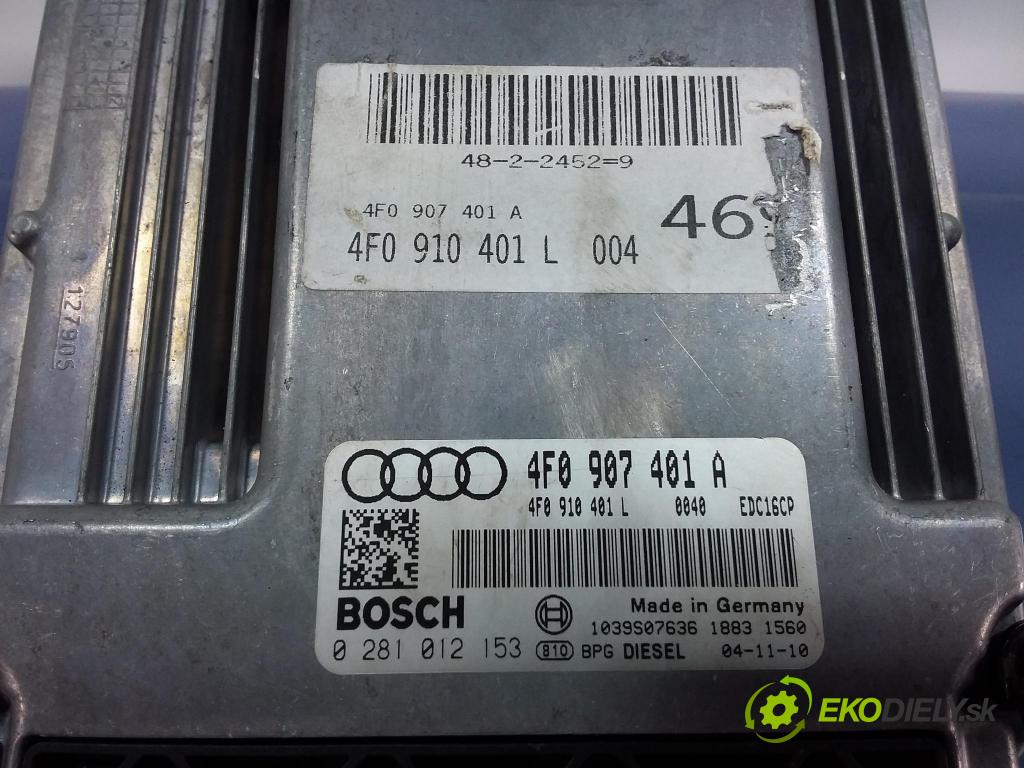 48-2-2452=9
4F0 907 401 A
46
4F0 910 401 L 004
127905
4F0 907 401 A
4F0 910 401 L 0040 EDC16CP
BOSCH
Made in Germany
1039S07636 1883 1560
0 281 012 153 810 BPG DIESEL 04-11-10
EKODIELY.sk